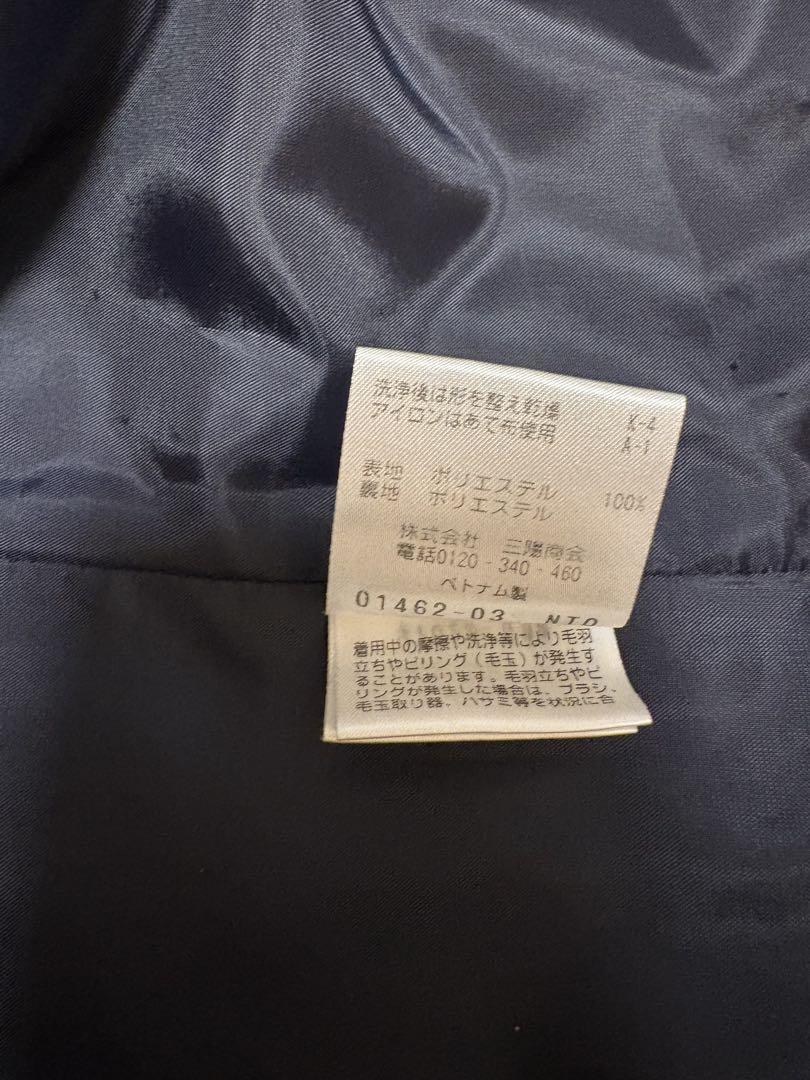 洗浄後は形を整え乾燥 K-4
アイロンはあて布使用 A-1
表地 ポリエステル
裏地 ポリエステル 100%
株式会社 三陽商会
電話0120-340-460
ベトナム製
01462-03
着用中の摩擦や洗浄等により毛羽
立ちやピリング(毛玉)が発生す
ることがあります。毛羽立ちやピ
リングが発生した場合は、ブラシ、
毛玉取り器、ハサミ等を状況に合